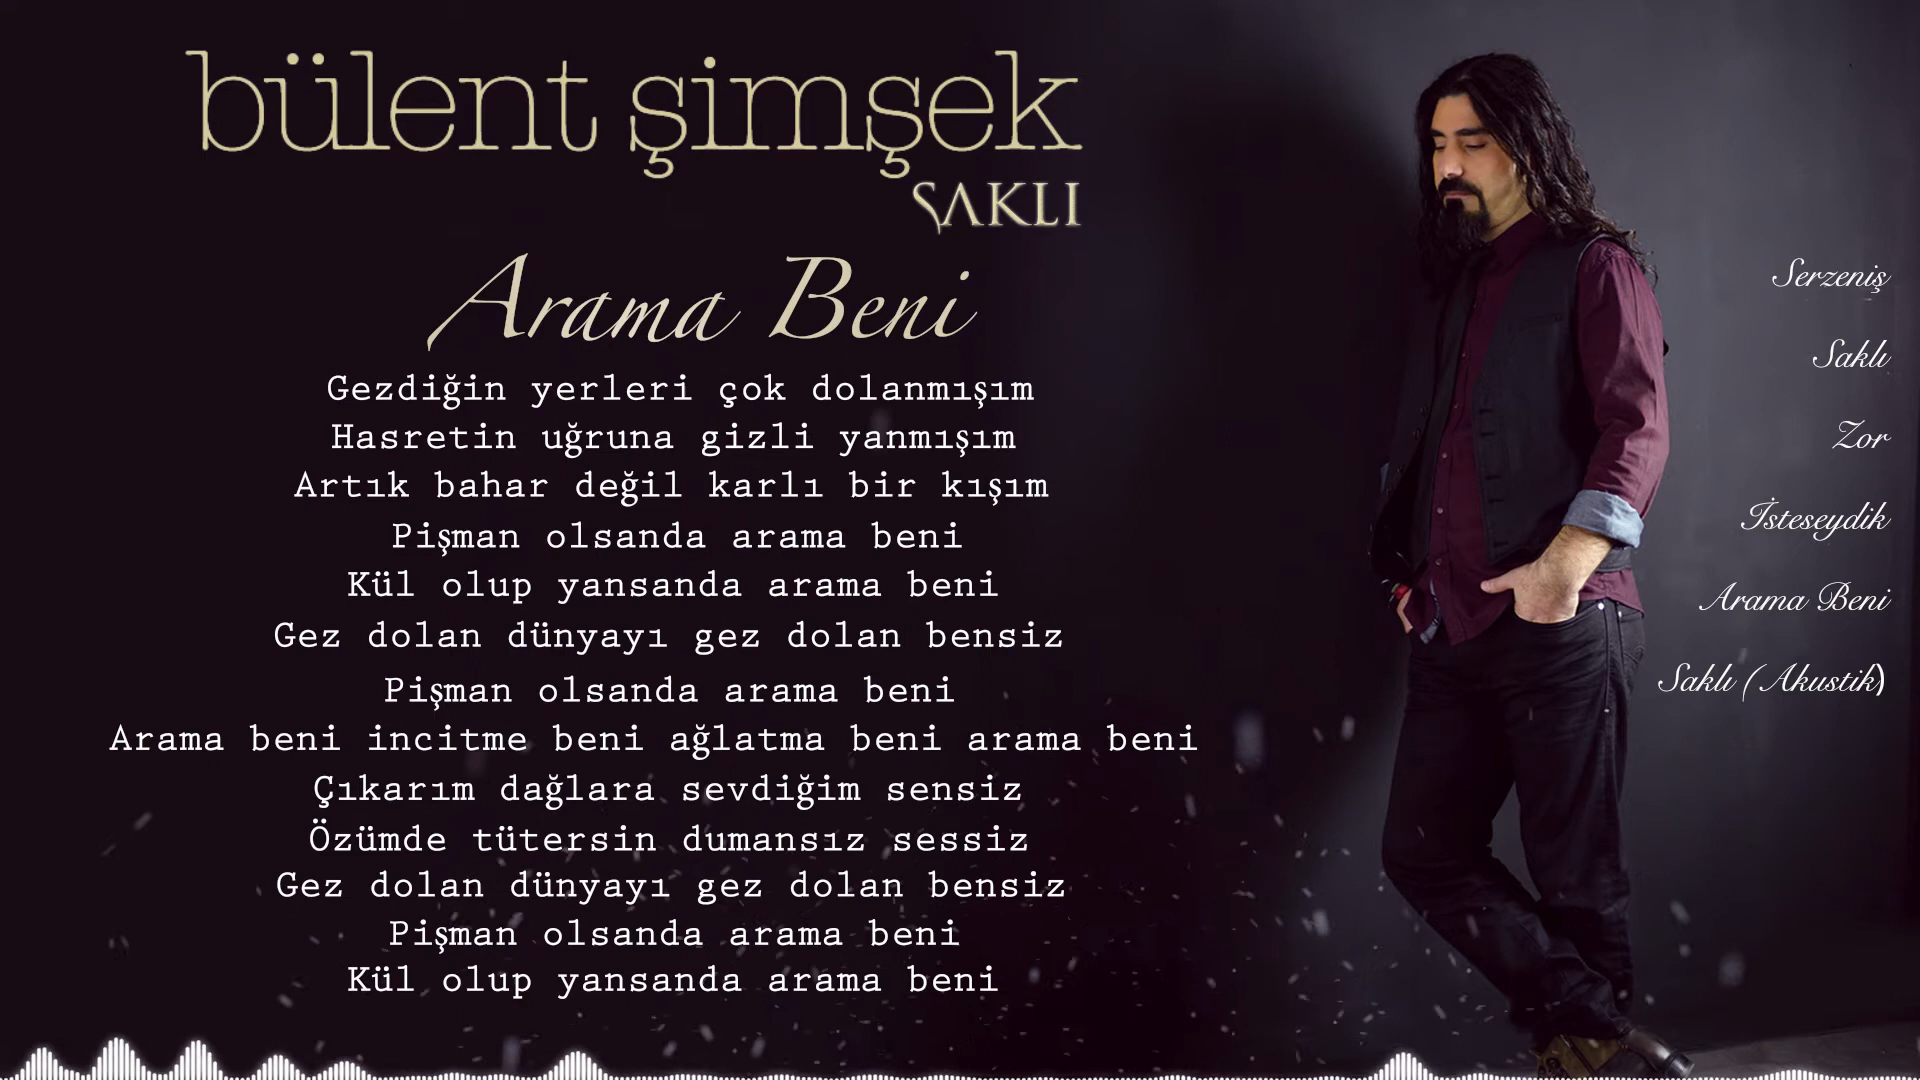 bülent şimşek
SAKLI
Arama Beni
Gezdiğin yerleri çok dolanmışım
Hasretin uğruna gizli yanmışım
Artık bahar değil karlı bir kışım
Pişman olsanda arama beni
Kül olup yansanda arama beni
Gez dolan dünyayı gez dolan bensiz
Pişman olsanda arama beni
Arama beni incitme beni ağlatma beni arama beni
Çıkarım dağlara sevdiğim sensiz
Özümde tütersin dumansız sessiz
Gez dolan dünyayı gez dolan bensiz
Pişman olsanda arama beni
Kül olup yansanda arama beni
Serzeniş
Saklı
Zor
İsteseydik
Arama Beni
Saklı (Akustik)